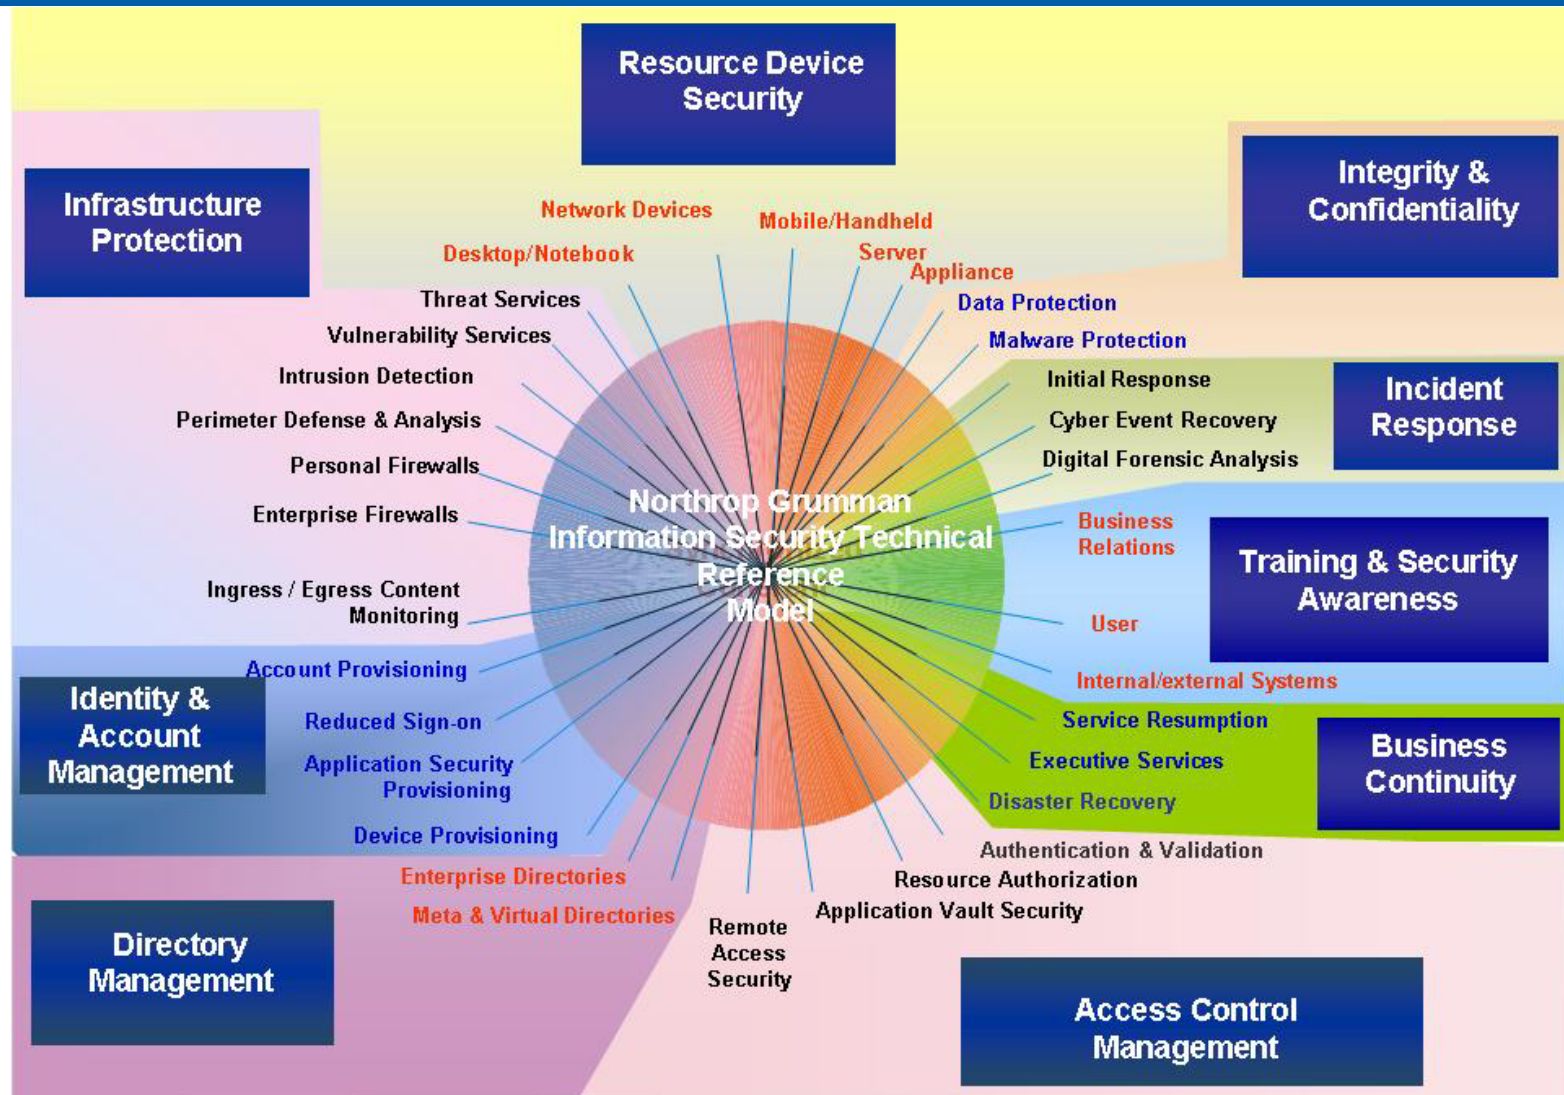 Resource Device
Security
Integrity &
Confidentiality
Infrastructure
Protection
Network Devices
Mobile/Handheld
Desktop/Notebook
Server
Appliance
Threat Services
Data Protection
Vulnerability Services
Malware Protection
Intrusion Detection
Initial Response
Incident
Response
Perimeter Defense & Analysis
Cyber Event Recovery
Personal Firewalls
Digital Forensic Analysis
Northrop Grumman
Information Security Technical
Reference
Model
Enterprise Firewalls
Business
Relations
Training & Security
Awareness
Ingress / Egress Content
Monitoring
User
Account Provisioning
Internal/external Systems
Identity &
Account
Management
Reduced Sign-on
Service Resumption
Business
Continuity
Application Security
Provisioning
Executive Services
Disaster Recovery
Device Provisioning
Authentication & Validation
Enterprise Directories
Resource Authorization
Meta & Virtual Directories
Application Vault Security
Remote
Access
Security
Directory
Management
Access Control
Management